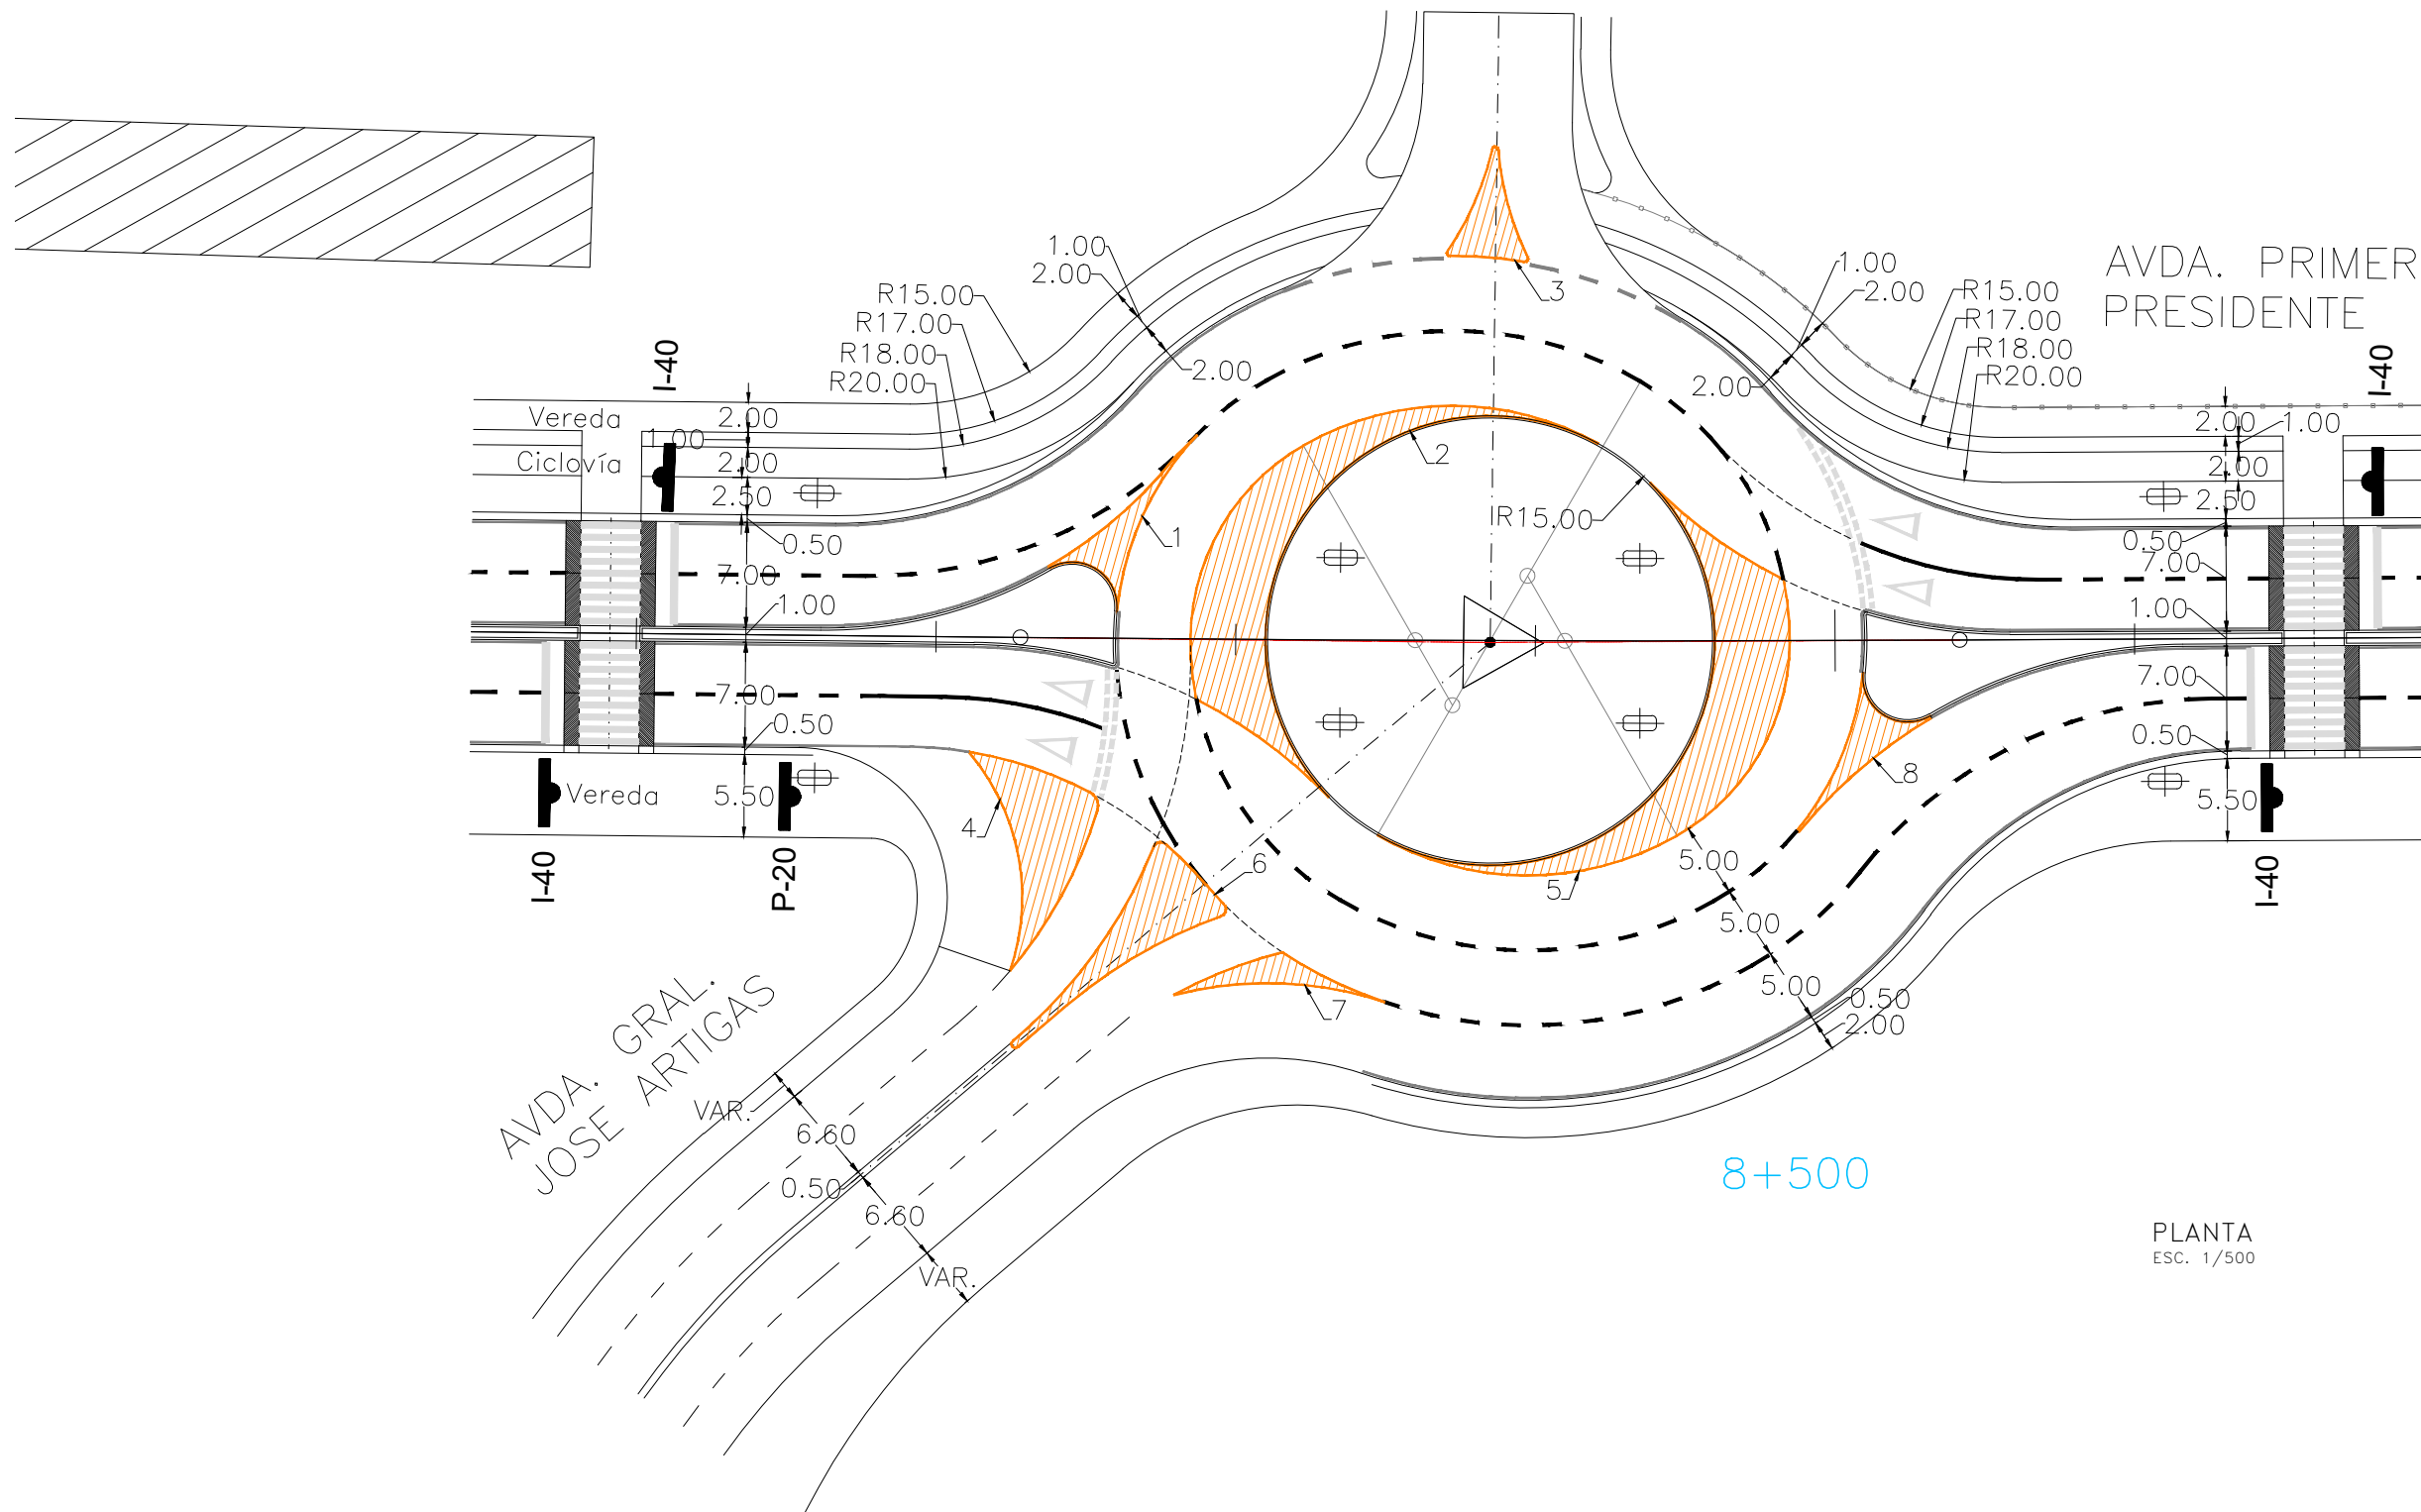 AVDA. PRIMER
PRESIDENTE
1.00
2.00
R15.00
R17.00
R18.00
R20.00
2.00
3
1.00
2.00
R15.00
R17.00
R18.00
R20.00
2.00
I-40
I-40
Vereda
Ciclovía
2.00
1.00
2.00
2.50
0.50
7.00
1.00
7.00
0.50
5.50
1
2
R15.00
2.00
1.00
2.00
2.50
0.50
7.00
1.00
7.00
0.50
5.50
Vereda
I-40
P-20
I-40
4
5
6
7
8
5.00
5.00
5.00
0.50
2.00
AVDA. GRAL.
JOSE ARTIGAS
VAR.
6.60
0.50
6.60
VAR.
8+500
PLANTA
ESC. 1/500